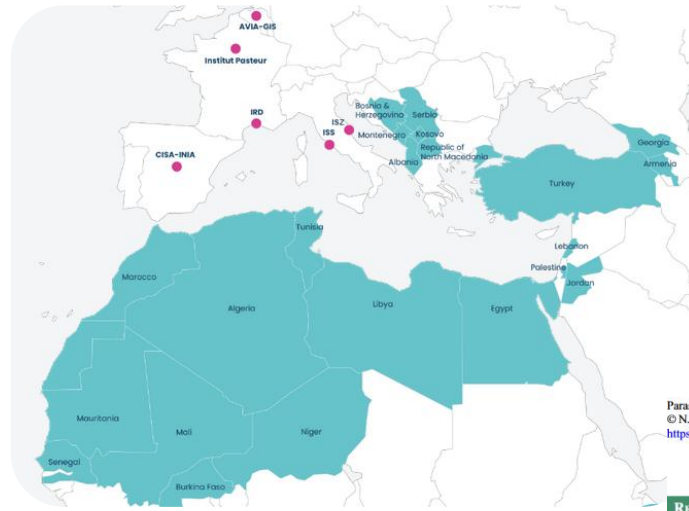 AVIA-GIS
Institut Pasteur
IRD
ISZ
ISS
CISA-INIA
Bosnia &
Herzegovina
Serbia
Montenegro
Kosovo
Republic of
North Macedonia
Albania
Georgia
Armenia
Turkey
Tunisia
Lebanon
Palestine
Jordan
Marocco
Algeria
Libya
Egypt
Mauritania
Mali
Niger
Senegal
Burkina Faso
Para
© N.
https